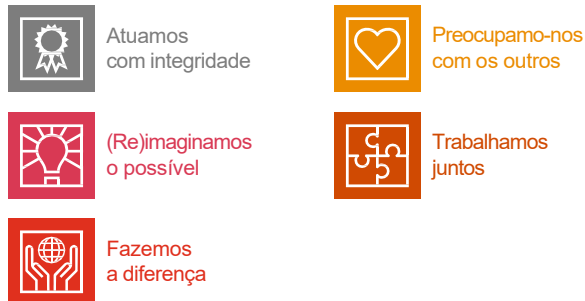 Atuamos
com integridade
Preocupamo-nos
com os outros
(Re)imaginamos
o possível
Trabalhamos
juntos
Fazemos
a diferença